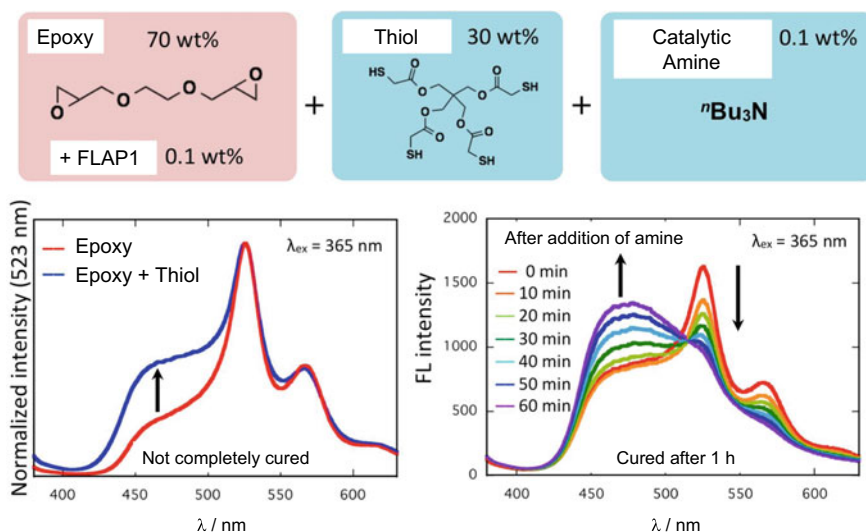 Epoxy 70 wt%
O
O
O
O
+ FLAP1 0.1 wt%
+
Thiol 30 wt%
HS
O
O
O
O
SH
O
O
O
O
SH
SH
+
Catalytic
Amine
0.1 wt%
ⁿBu₃N
Normalized intensity (523 nm)
Epoxy
Epoxy + Thiol
λex = 365 nm
Not completely cured
400 450 500 550 600
λ / nm
FL intensity
2000
1500
1000
500
0
After addition of amine
λex = 365 nm
0 min
10 min
20 min
30 min
40 min
50 min
60 min
Cured after 1 h
400 450 500 550 600
λ / nm